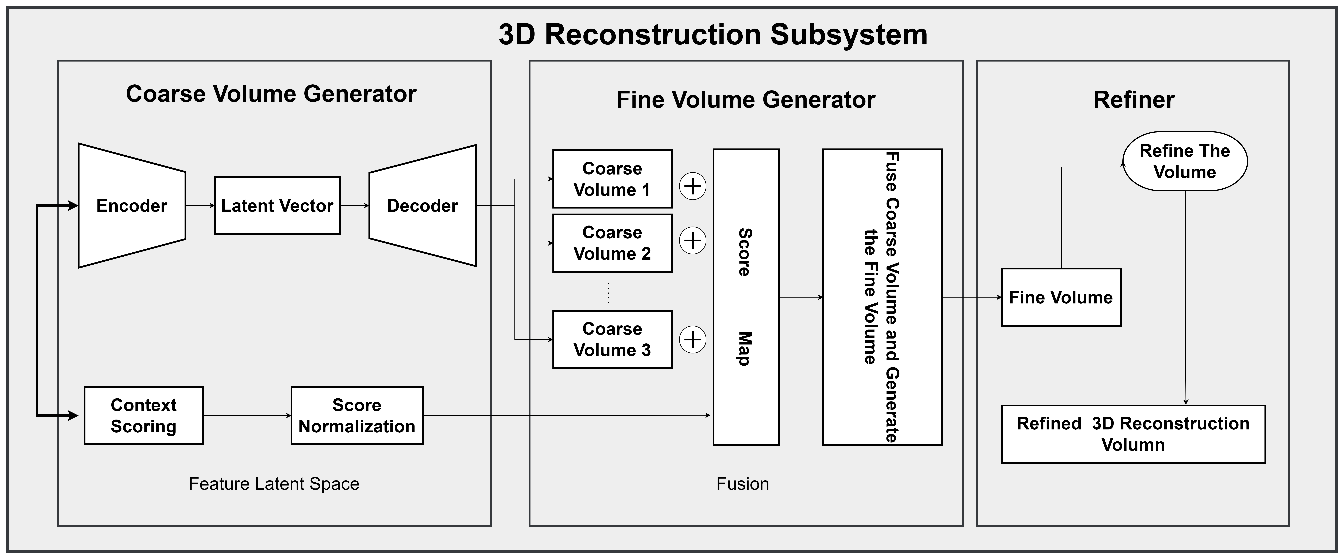 3D Reconstruction Subsystem
Coarse Volume Generator
Encoder
Latent Vector
Decoder
Context
Scoring
Score
Normalization
Feature Latent Space
Fine Volume Generator
Coarse
Volume 1
Coarse
Volume 2
Coarse
Volume 3
Score Map
Fuse Coarse Volume and Generate
the Fine Volume
Fusion
Refiner
Refine The
Volume
Fine Volume
Refined 3D Reconstruction
Volumn